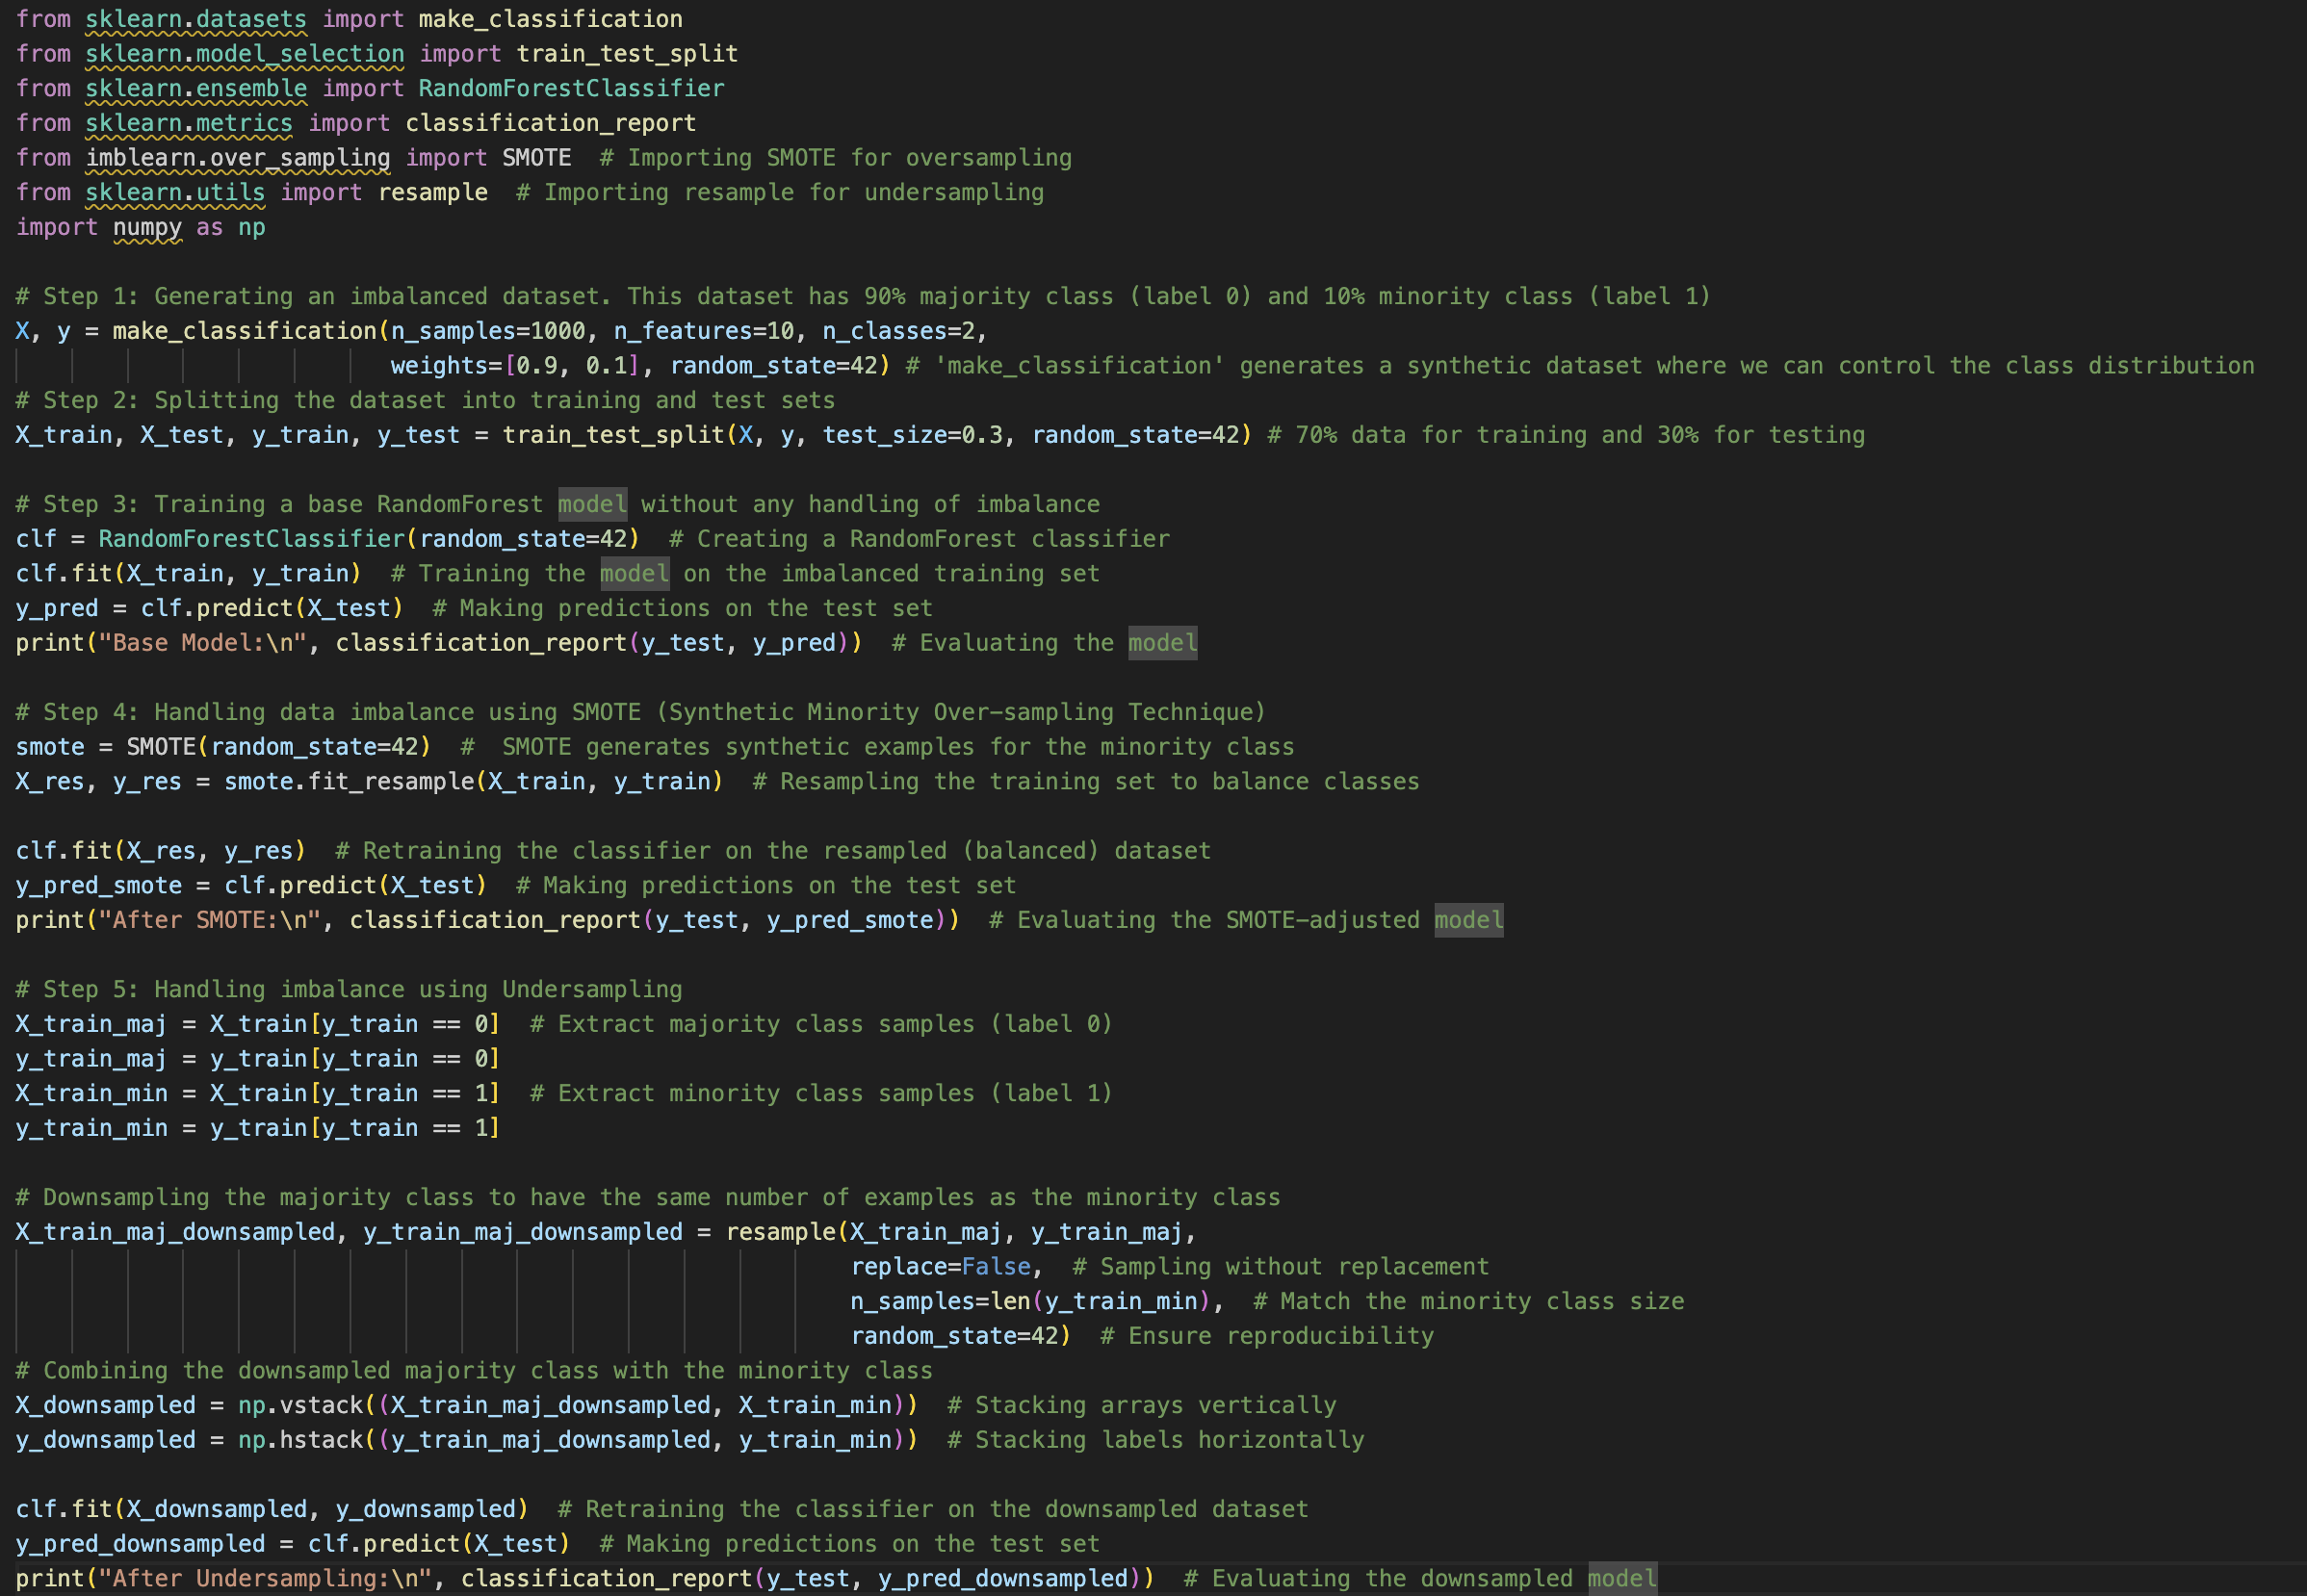 from sklearn.datasets import make_classification
from sklearn.model_selection import train_test_split
from sklearn.ensemble import RandomForestClassifier
from sklearn.metrics import classification_report
from imblearn.over_sampling import SMOTE  # Importing SMOTE for oversampling
from sklearn.utils import resample  # Importing resample for undersampling
import numpy as np

# Step 1: Generating an imbalanced dataset. This dataset has 90% majority class (label 0) and 10% minority class (label 1)
X, y = make_classification(n_samples=1000, n_features=10, n_classes=2,
                           weights=[0.9, 0.1], random_state=42) # 'make_classification' generates a synthetic dataset where we can control the class distribution
# Step 2: Splitting the dataset into training and test sets
X_train, X_test, y_train, y_test = train_test_split(X, y, test_size=0.3, random_state=42) # 70% data for training and 30% for testing

# Step 3: Training a base RandomForest model without any handling of imbalance
clf = RandomForestClassifier(random_state=42)  # Creating a RandomForest classifier
clf.fit(X_train, y_train)  # Training the model on the imbalanced training set
y_pred = clf.predict(X_test)  # Making predictions on the test set
print("Base Model:\n", classification_report(y_test, y_pred))  # Evaluating the model

# Step 4: Handling data imbalance using SMOTE (Synthetic Minority Over-sampling Technique)
smote = SMOTE(random_state=42)  #  SMOTE generates synthetic examples for the minority class
X_res, y_res = smote.fit_resample(X_train, y_train)  # Resampling the training set to balance classes

clf.fit(X_res, y_res)  # Retraining the classifier on the resampled (balanced) dataset
y_pred_smote = clf.predict(X_test)  # Making predictions on the test set
print("After SMOTE:\n", classification_report(y_test, y_pred_smote))  # Evaluating the SMOTE-adjusted model

# Step 5: Handling imbalance using Undersampling
X_train_maj = X_train[y_train == 0]  # Extract majority class samples (label 0)
y_train_maj = y_train[y_train == 0]
X_train_min = X_train[y_train == 1]  # Extract minority class samples (label 1)
y_train_min = y_train[y_train == 1]

# Downsampling the majority class to have the same number of examples as the minority class
X_train_maj_downsampled, y_train_maj_downsampled = resample(X_train_maj, y_train_maj,
                                                            replace=False,  # Sampling without replacement
                                                            n_samples=len(y_train_min),  # Match the minority class size
                                                            random_state=42)  # Ensure reproducibility
# Combining the downsampled majority class with the minority class
X_downsampled = np.vstack((X_train_maj_downsampled, X_train_min))  # Stacking arrays vertically
y_downsampled = np.hstack((y_train_maj_downsampled, y_train_min))  # Stacking labels horizontally

clf.fit(X_downsampled, y_downsampled)  # Retraining the classifier on the downsampled dataset
y_pred_downsampled = clf.predict(X_test)  # Making predictions on the test set
print("After Undersampling:\n", classification_report(y_test, y_pred_downsampled))  # Evaluating the downsampled model